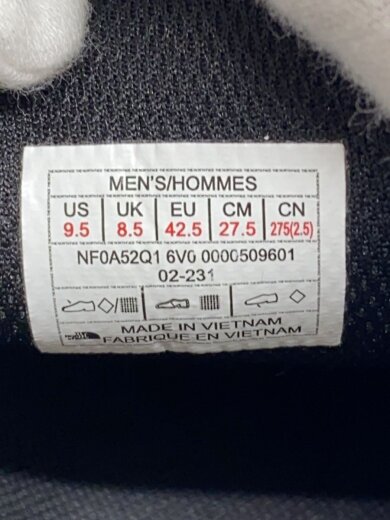 MEN'S/HOMMES
US UK EU CM CN
9.5 8.5 42.5 27.5 275(2.5)
NF0A52Q1 6V0 0000509601
02-231
MADE IN VIETNAM
FABRIQUE EN VIETNAM